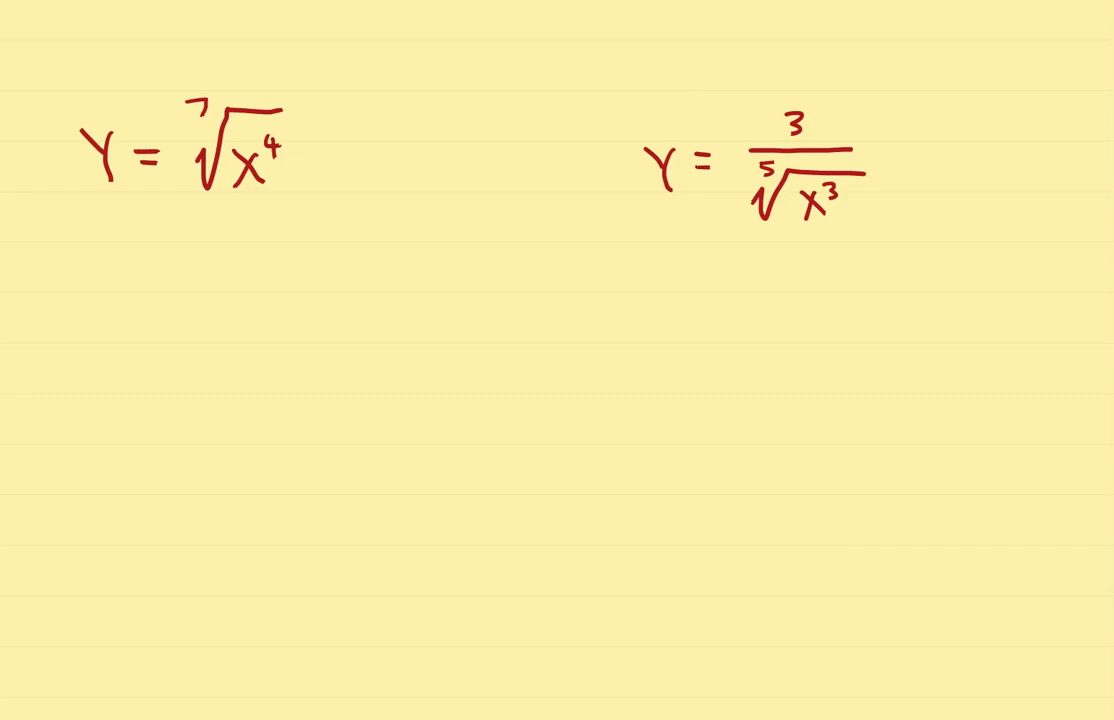 Y = ⁷√x⁴
Y = 3/⁵√x³